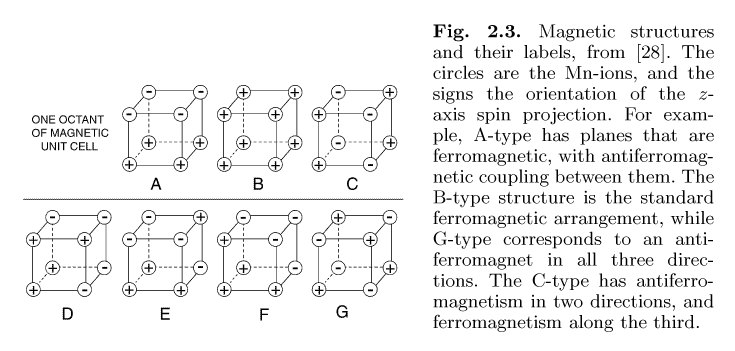 ONE OCTANT
OF MAGNETIC
UNIT CELL
A B C
D E F G
Fig. 2.3. Magnetic structures
and their labels, from [28]. The
circles are the Mn-ions, and the
signs the orientation of the z-
axis spin projection. For exam-
ple, A-type has planes that are
ferromagnetic, with antiferromag-
netic coupling between them. The
B-type structure is the standard
ferromagnetic arrangement, while
G-type corresponds to an anti-
ferromagnet in all three direc-
tions. The C-type has antiferro-
magnetism in two directions, and
ferromagnetism along the third.